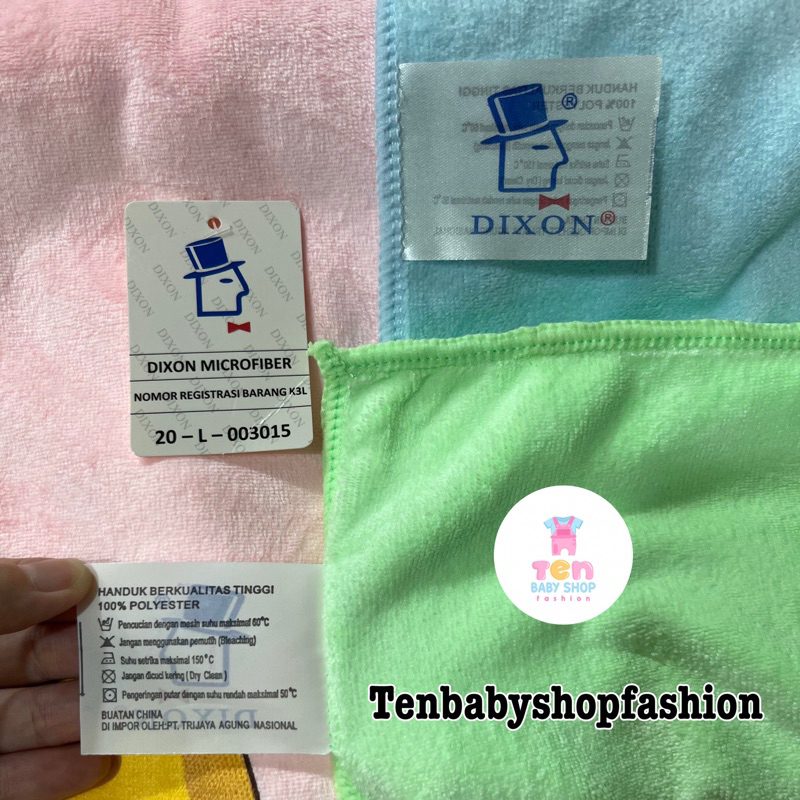 HANDUK BERKUALITAS TINGGI
100% POLYESTER
®
DIXON®
DIXON MICROFIBER
NOMOR REGISTRASI BARANG K3L
20 – L – 003015
Ten
BABY SHOP
fashion
HANDUK BERKUALITAS TINGGI
100% POLYESTER
Pencucian dengan mesin suhu maksimal 60°C
Jangan menggunakan pemutih (Bleaching)
Suhu setrika maksimal 150°C
Jangan dicuci kering ( Dry Clean )
Pengeringan putar dengan suhu rendah maksimal 50°C
BUATAN CHINA
DI IMPOR OLEH:PT. TRIJAYA AGUNG NASIONAL
Tenbabyshopfashion